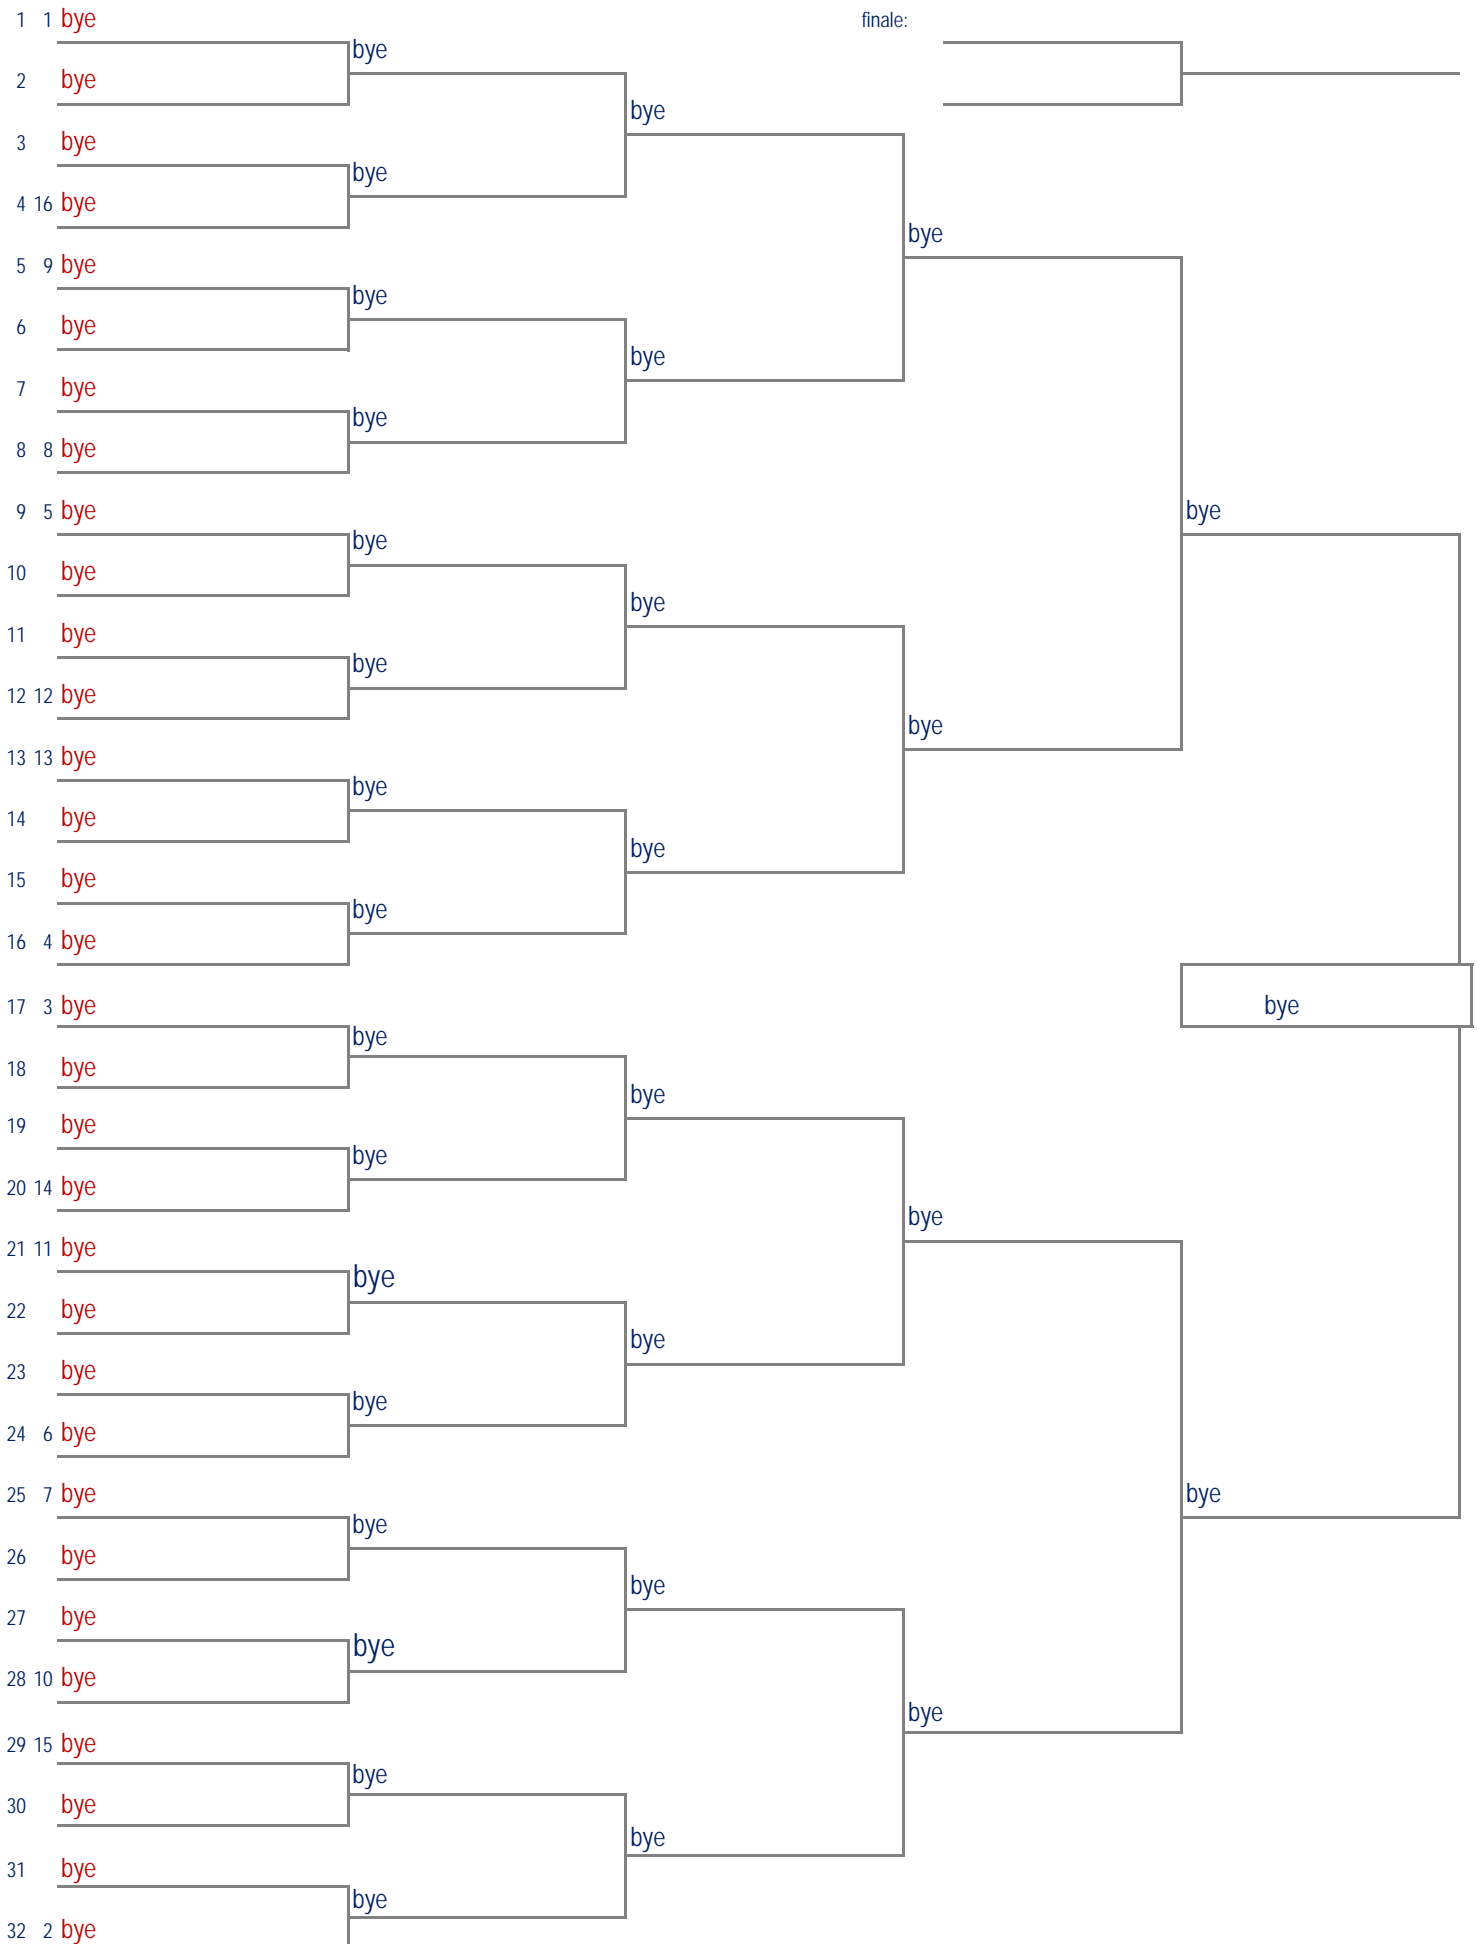 1 1 bye finale:
bye
2 bye
bye
3 bye
bye
4 16 bye
bye
5 9 bye
bye
6 bye
bye
7 bye
bye
8 8 bye
9 5 bye bye
bye
10 bye
bye
11 bye
bye
12 12 bye
bye
13 13 bye
bye
14 bye
bye
15 bye
bye
16 4 bye
17 3 bye bye
bye
18 bye
bye
19 bye
bye
20 14 bye
bye
21 11 bye
bye
22 bye
bye
23 bye
bye
24 6 bye
25 7 bye bye
bye
26 bye
bye
27 bye
bye
28 10 bye
bye
29 15 bye
bye
30 bye
bye
31 bye
bye
32 2 bye